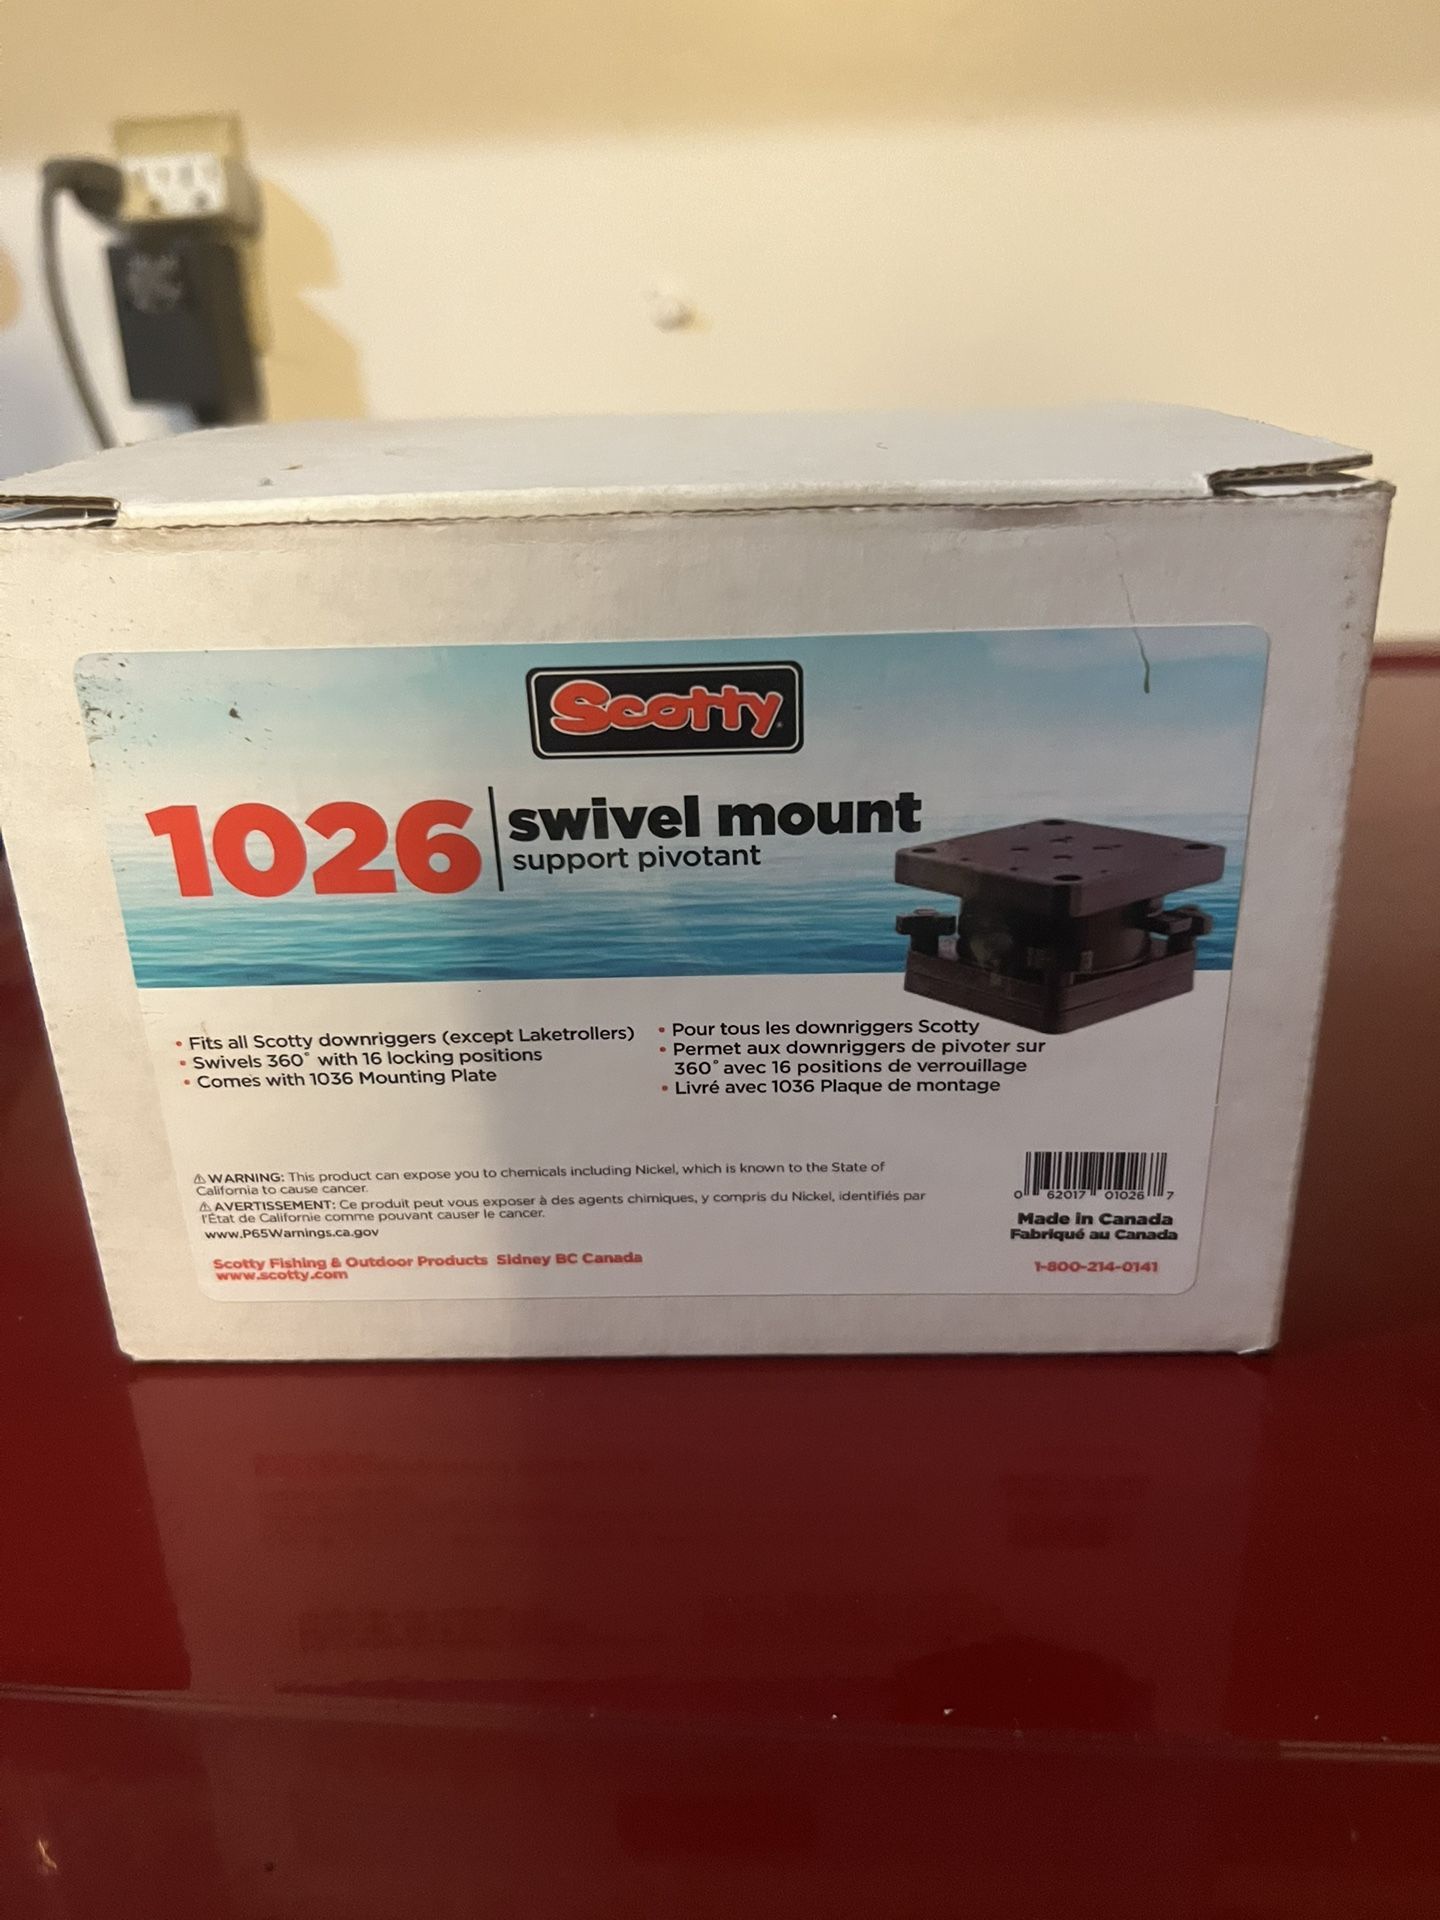 Scotty
1026
swivel mount
support pivotant
• Fits all Scotty downriggers (except Laketrollers)
• Swivels 360° with 16 locking positions
• Comes with 1036 Mounting Plate
• Pour tous les downriggers Scotty
• Permet aux downriggers de pivoter sur
360° avec 16 positions de verrouillage
• Livré avec 1036 Plaque de montage
⚠ WARNING: This product can expose you to chemicals including Nickel, which is known to the State of
California to cause cancer.
⚠ AVERTISSEMENT: Ce produit peut vous exposer à des agents chimiques, y compris du Nickel, identifiés par
l'État de Californie comme pouvant causer le cancer.
www.P65Warnings.ca.gov
Scotty Fishing & Outdoor Products Sidney BC Canada
www.scotty.com
0 62017 01026 7
Made in Canada
Fabriqué au Canada
1-800-214-0141